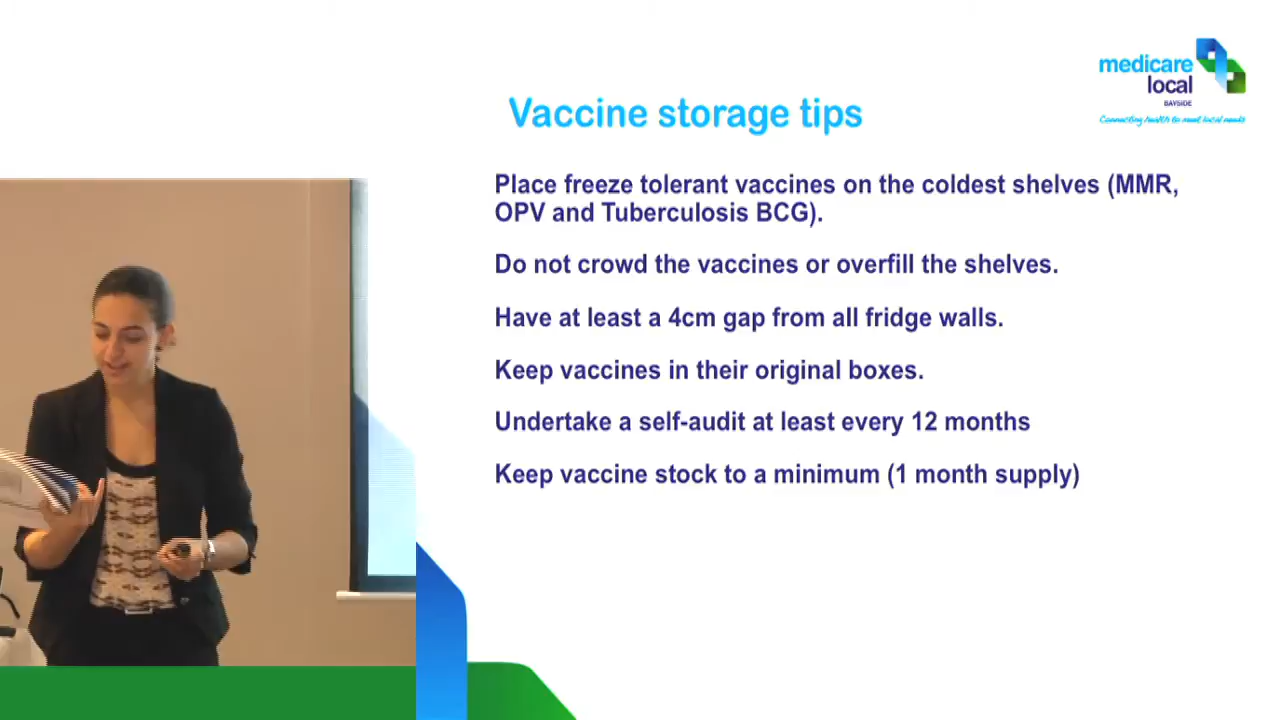 medicare
local
BAYSIDE
Connecting health to meet local needs
Vaccine storage tips
Place freeze tolerant vaccines on the coldest shelves (MMR,
OPV and Tuberculosis BCG).
Do not crowd the vaccines or overfill the shelves.
Have at least a 4cm gap from all fridge walls.
Keep vaccines in their original boxes.
Undertake a self-audit at least every 12 months
Keep vaccine stock to a minimum (1 month supply)